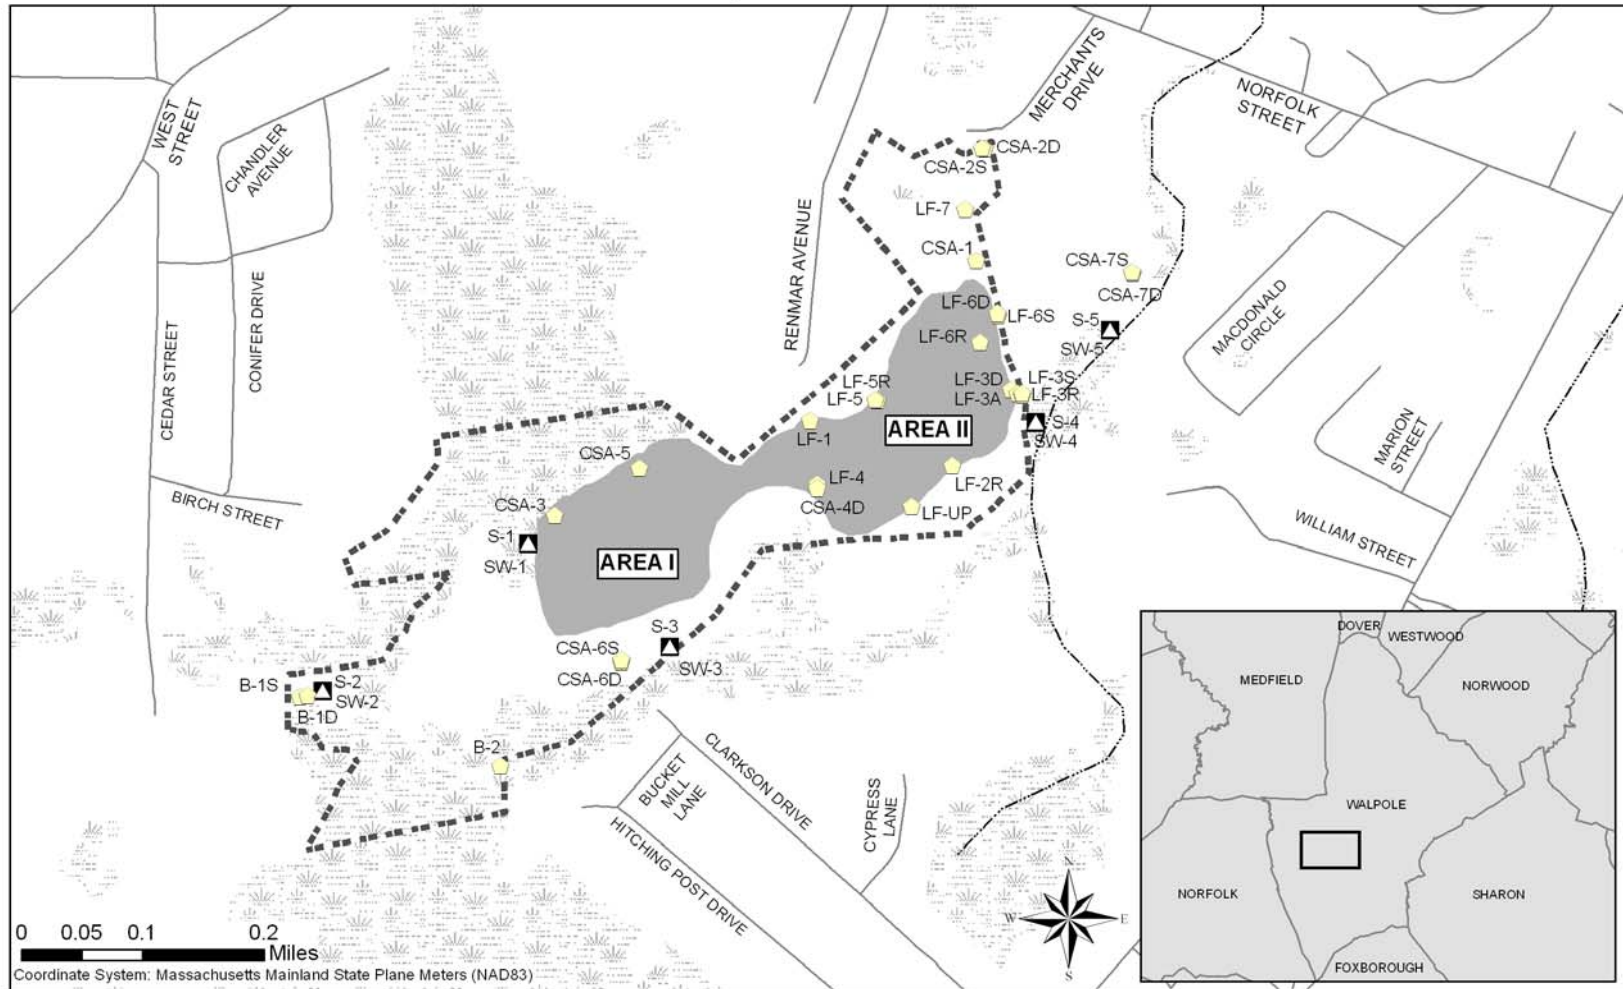 MERCHANTS
DRIVE
NORFOLK
STREET
WEST
STREET
CHANDLER
AVENUE
CSA-2D
CSA-2S
LF-7
RENMAR AVENUE
CSA-1
CSA-7S
CSA-7D
CONIFER DRIVE
CEDAR STREET
LF-6D
LF-6S
S-5
SW-5
LF-6R
MACDONALD
CIRCLE
LF-5R
LF-5
LF-3D
LF-3S
LF-3A
LF-3R
S-4
SW-4
AREA II
LF-1
MARION
STREET
CSA-5
LF-4
CSA-4D
LF-2R
LF-UP
BIRCH STREET
CSA-3
S-1
SW-1
AREA I
WILLIAM STREET
S-3
SW-3
CSA-6S
CSA-6D
B-1S
S-2
SW-2
B-1D
B-2
BUCKET
MILL
LANE
CLARKSON DRIVE
CYPRESS
LANE
HITCHING POST DRIVE
DOVER
WESTWOOD
MEDFIELD
NORWOOD
WALPOLE
NORFOLK
SHARON
FOXBOROUGH
N
W
E
S
0 0.05 0.1 0.2
Miles
Coordinate System: Massachusetts Mainland State Plane Meters (NAD83)